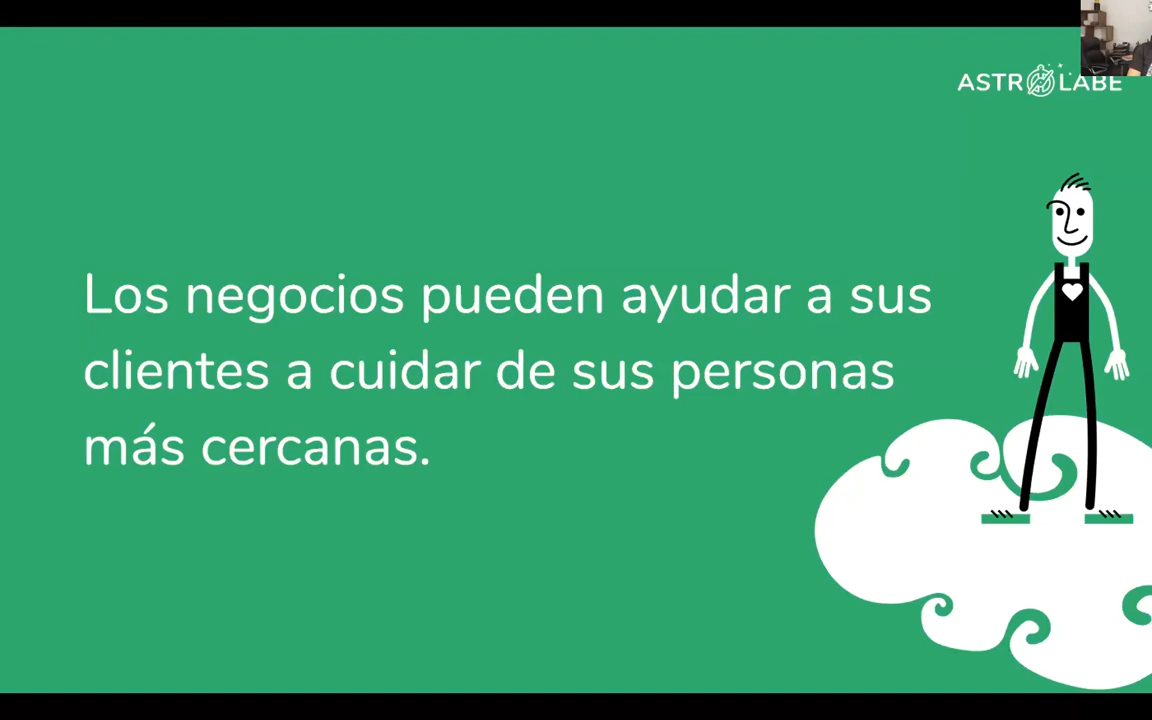 ASTROLABE
Los negocios pueden ayudar a sus
clientes a cuidar de sus personas
más cercanas.